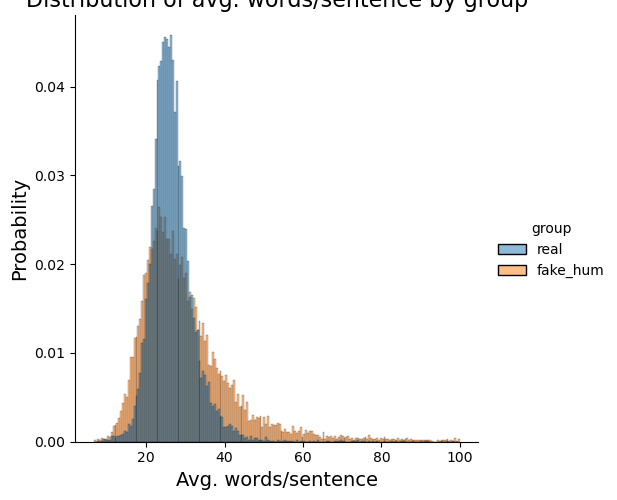 Distribution of avg. words/sentence by group
0.04
0.03
0.02
0.01
0.00
Probability
20 40 60 80 100
Avg. words/sentence
group
real
fake_hum